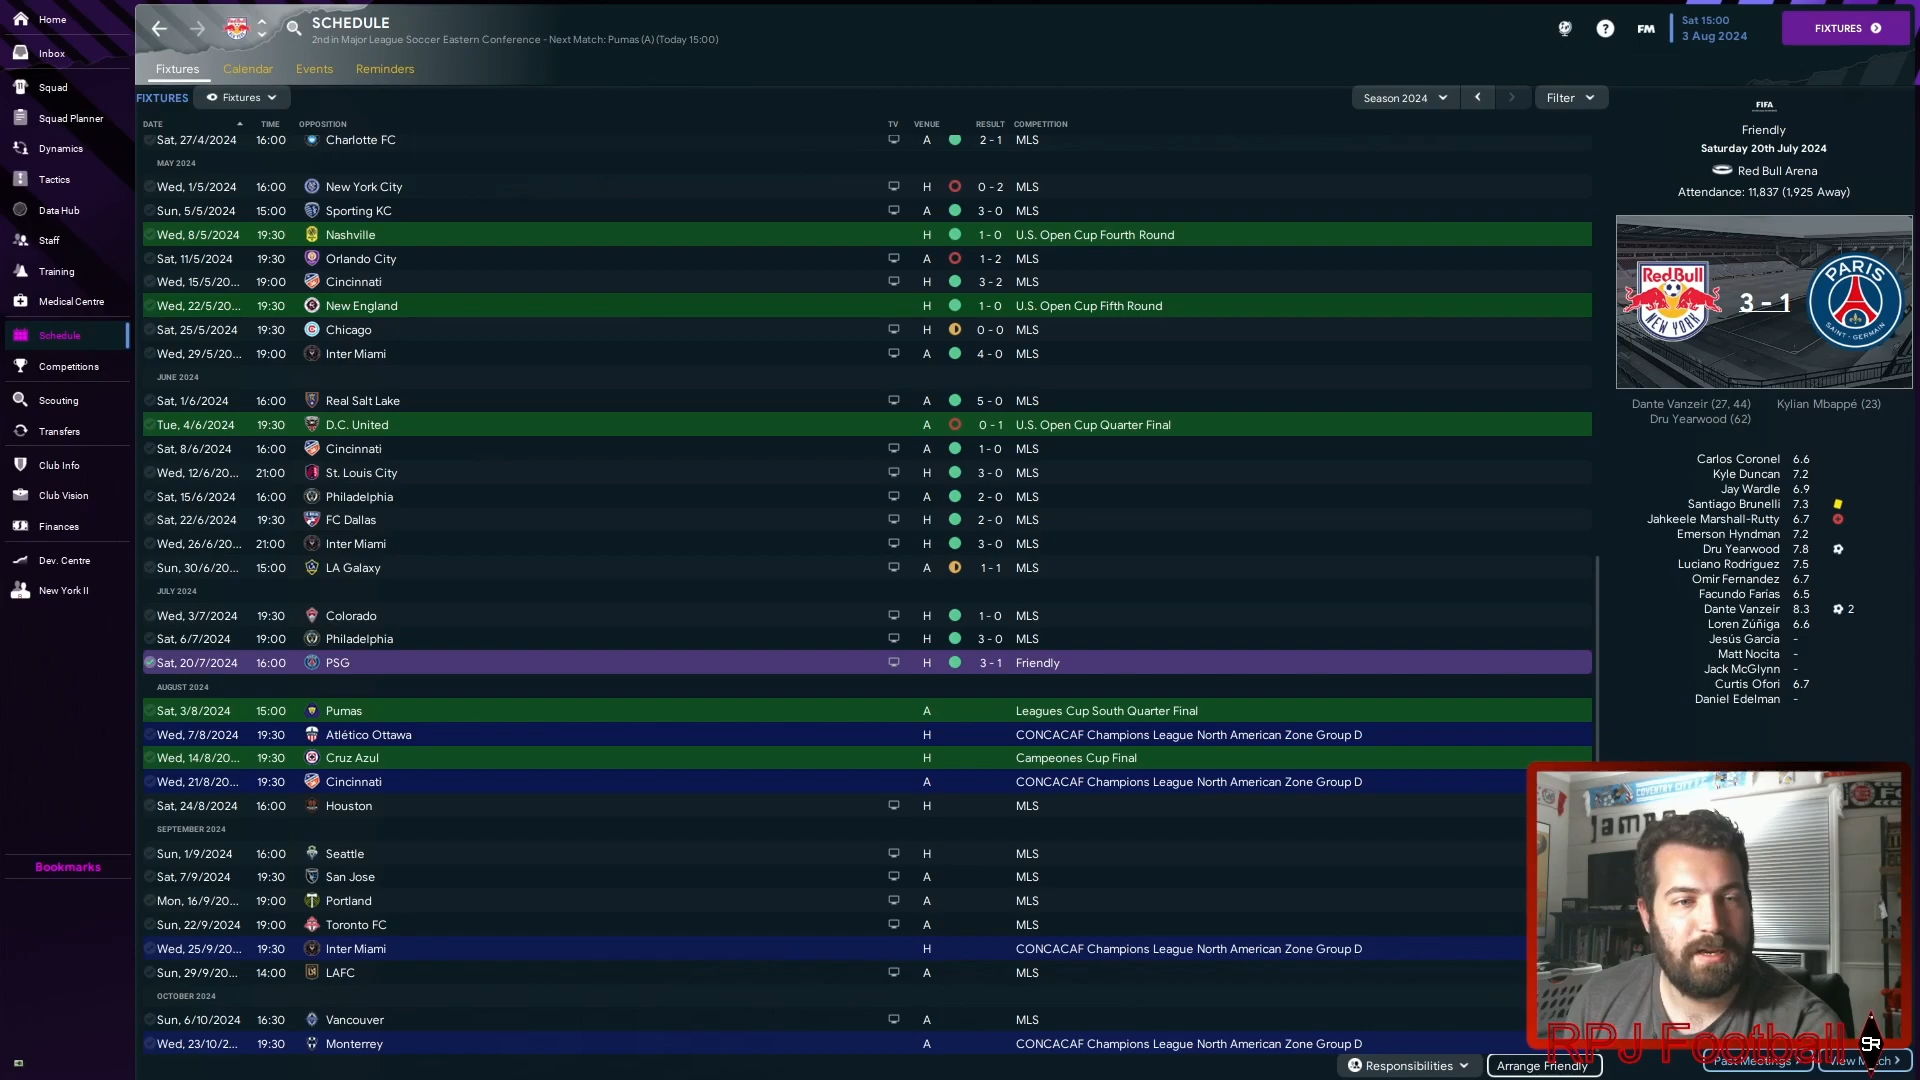 Home
Inbox
Squad
Squad Planner
Dynamics
Tactics
Data Hub
Staff
Training
Medical Centre
Schedule
Competitions
Scouting
Transfers
Club Info
Club Vision
Finances
Dev. Centre
New York II
Bookmarks
SCHEDULE
2nd in Major League Soccer Eastern Conference - Next Match: Pumas (A) (Today 15:00)
FM
Sat 15:00
3 Aug 2024
FIXTURES
Fixtures Calendar Events Reminders
FIXTURES Fixtures Season 2024 Filter
DATE TIME OPPOSITION TV VENUE RESULT COMPETITION
Sat, 27/4/2024 16:00 Charlotte FC A 2 - 1 MLS
MAY 2024
Wed, 1/5/2024 16:00 New York City H 0 - 2 MLS
Sun, 5/5/2024 15:00 Sporting KC A 3 - 0 MLS
Wed, 8/5/2024 19:30 Nashville H 1 - 0 U.S. Open Cup Fourth Round
Sat, 11/5/2024 19:30 Orlando City A 1 - 2 MLS
Wed, 15/5/20... 19:00 Cincinnati H 3 - 2 MLS
Wed, 22/5/20... 19:30 New England H 1 - 0 U.S. Open Cup Fifth Round
Sat, 25/5/2024 19:30 Chicago H 0 - 0 MLS
Wed, 29/5/20... 19:00 Inter Miami A 4 - 0 MLS
JUNE 2024
Sat, 1/6/2024 16:00 Real Salt Lake A 5 - 0 MLS
Tue, 4/6/2024 19:30 D.C. United A 0 - 1 U.S. Open Cup Quarter Final
Sat, 8/6/2024 16:00 Cincinnati A 1 - 0 MLS
Wed, 12/6/20... 21:00 St. Louis City H 3 - 0 MLS
Sat, 15/6/2024 16:00 Philadelphia A 2 - 0 MLS
Sat, 22/6/2024 19:30 FC Dallas H 2 - 0 MLS
Wed, 26/6/20... 21:00 Inter Miami H 3 - 0 MLS
Sun, 30/6/20... 15:00 LA Galaxy A 1 - 1 MLS
JULY 2024
Wed, 3/7/2024 19:30 Colorado H 1 - 0 MLS
Sat, 6/7/2024 19:00 Philadelphia H 3 - 0 MLS
Sat, 20/7/2024 16:00 PSG H 3 - 1 Friendly
AUGUST 2024
Sat, 3/8/2024 15:00 Pumas A Leagues Cup South Quarter Final
Wed, 7/8/2024 19:30 Atlético Ottawa H CONCACAF Champions League North American Zone Group D
Wed, 14/8/20... 19:30 Cruz Azul H Campeones Cup Final
Wed, 21/8/20... 19:30 Cincinnati A CONCACAF Champions League North American Zone Group D
Sat, 24/8/2024 16:00 Houston H MLS
SEPTEMBER 2024
Sun, 1/9/2024 16:00 Seattle H MLS
Sat, 7/9/2024 19:30 San Jose A MLS
Mon, 16/9/20... 19:00 Portland A MLS
Sun, 22/9/2024 19:00 Toronto FC A MLS
Wed, 25/9/20... 19:30 Inter Miami H CONCACAF Champions League North American Zone Group D
Sun, 29/9/20... 14:00 LAFC A MLS
OCTOBER 2024
Sun, 6/10/2024 16:30 Vancouver A MLS
Wed, 23/10/2... 19:30 Monterrey A CONCACAF Champions League North American Zone Group D
Responsibilities Arrange Friendly
FIFA
Friendly
Saturday 20th July 2024
Red Bull Arena
Attendance: 11,837 (1,925 Away)
Red Bull
NEW YORK
3 - 1
PARIS
SAINT-GERMAIN
Dante Vanzeir (27, 44) Kylian Mbappé (23)
Dru Yearwood (62)
Carlos Coronel 6.6
Kyle Duncan 7.2
Jay Wardle 6.9
Santiago Brunelli 7.3
Jahkeele Marshall-Rutty 6.7
Emerson Hyndman 7.2
Dru Yearwood 7.8
Luciano Rodríguez 7.5
Omir Fernandez 6.7
Facundo Farías 6.5
Dante Vanzeir 8.3 2
Loren Zúñiga 6.6
Jesús García -
Matt Nocita -
Jack McGlynn -
Curtis Ofori 6.7
Daniel Edelman -
COVENTRY CITY F.C.
RPJ Football
SR
Past Meetings
View Match